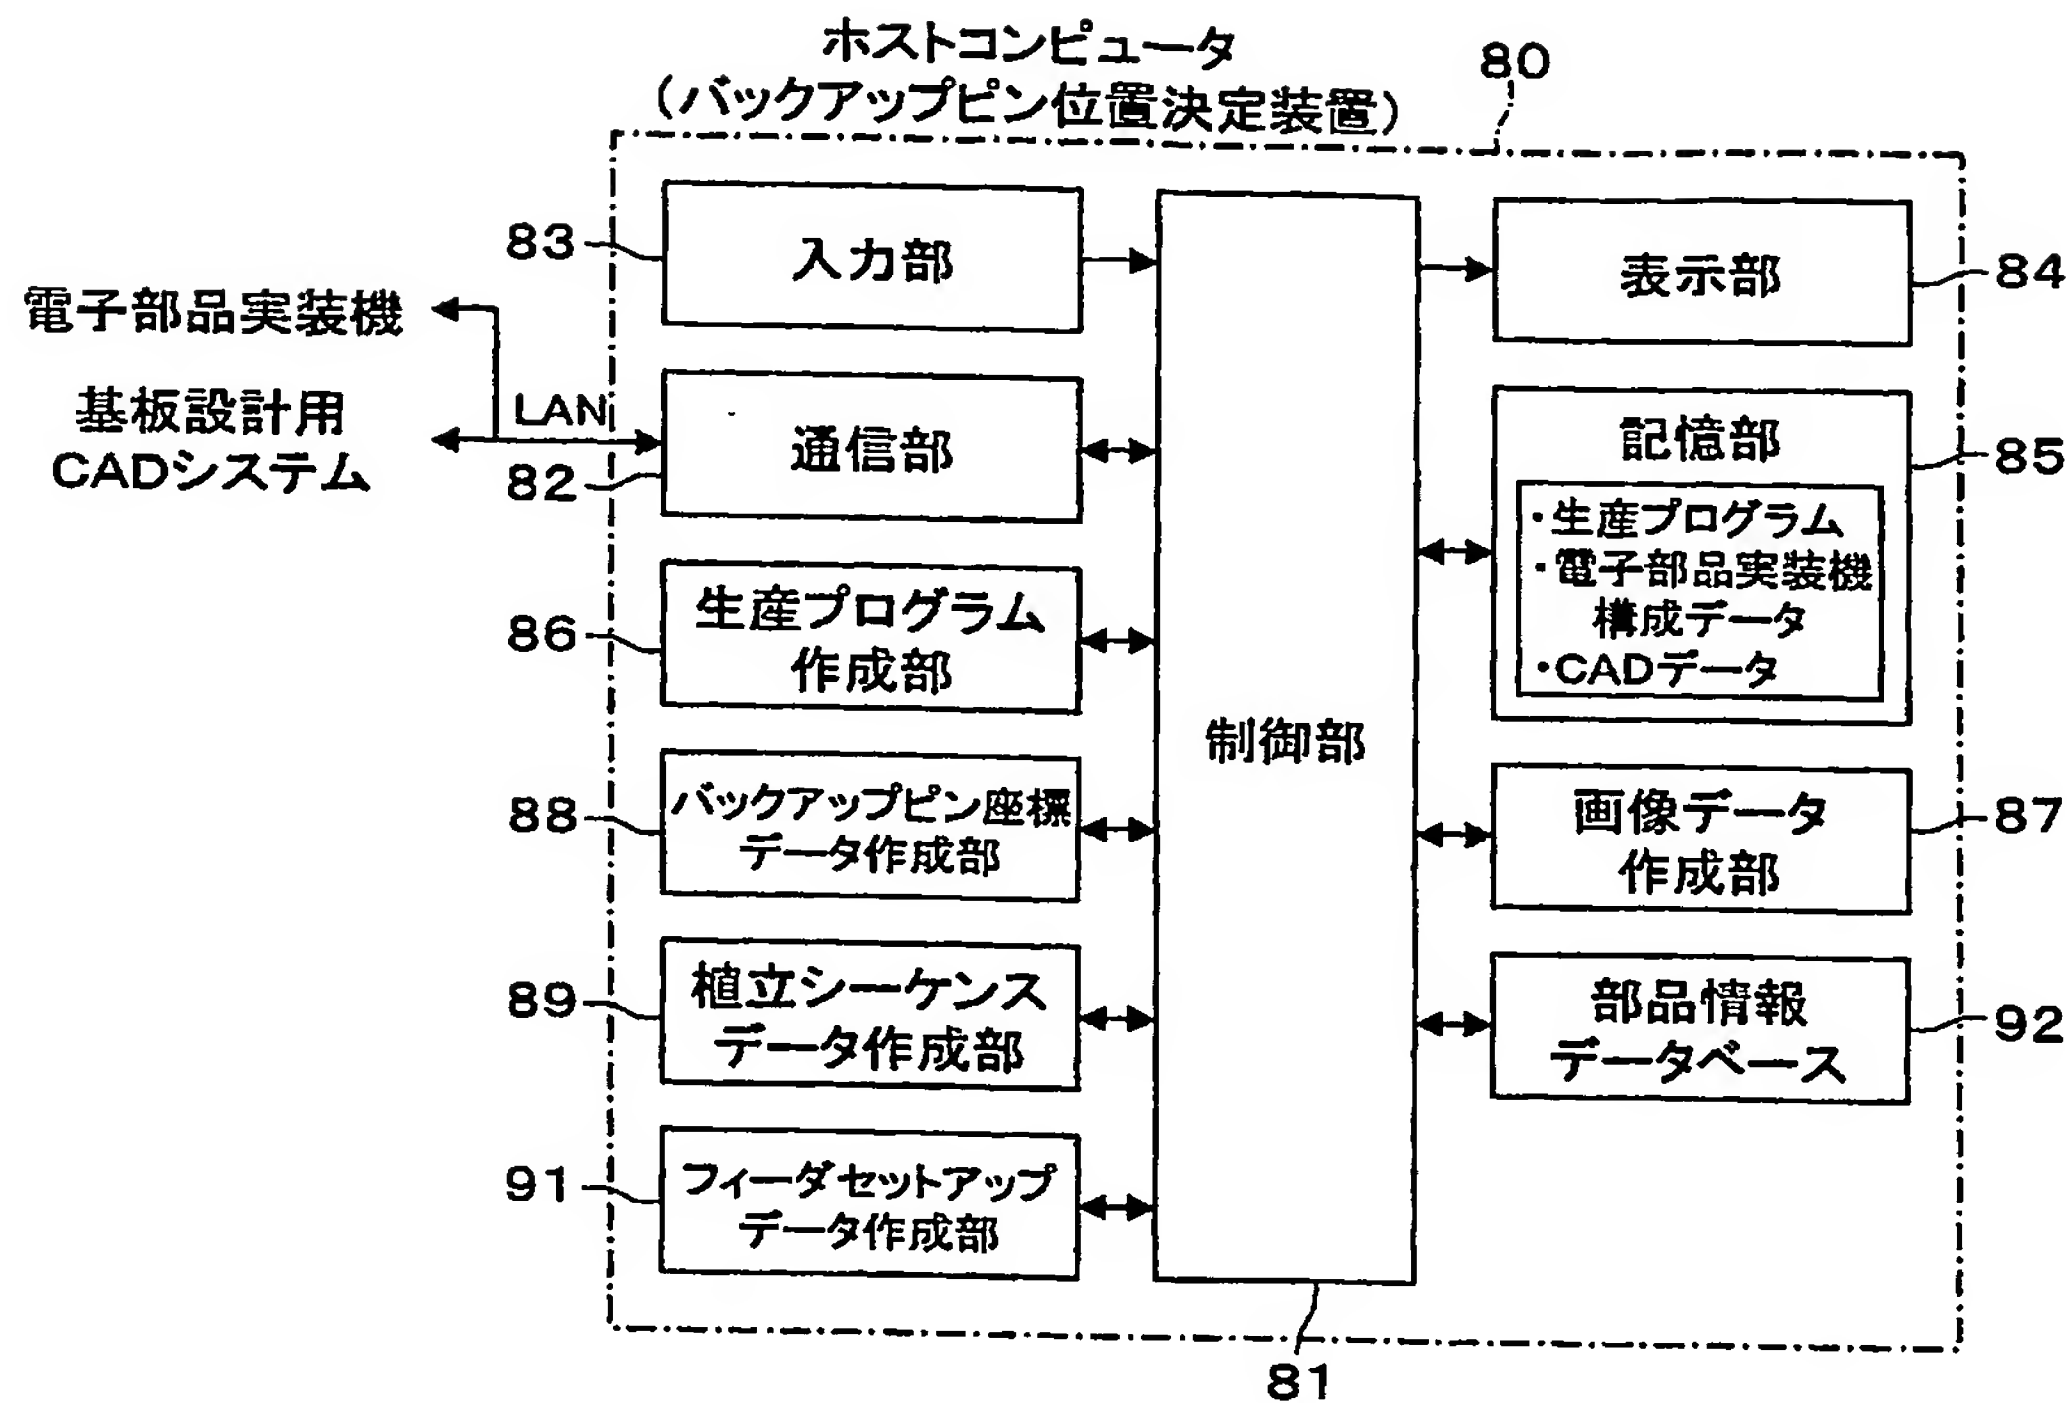 ホストコンピュータ
(バックアップピン位置決定装置)
80
83
入力部
表示部
84
電子部品実装機
基板設計用
CADシステム
LAN
82
通信部
記憶部
85
・生産プログラム
・電子部品実装機
構成データ
・CADデータ
86
生産プログラム
作成部
制御部
88
バックアップピン座標
データ作成部
画像データ
作成部
87
89
植立シーケンス
データ作成部
部品情報
データベース
92
91
フィーダセットアップ
データ作成部
81